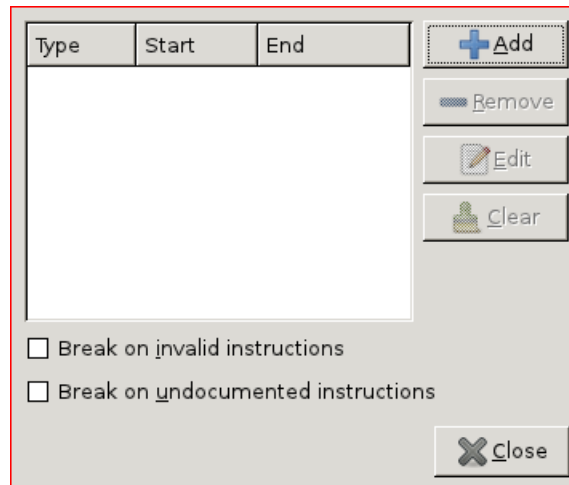 Type Start End Add
Remove
Edit
Clear
Break on invalid instructions
Break on undocumented instructions
Close